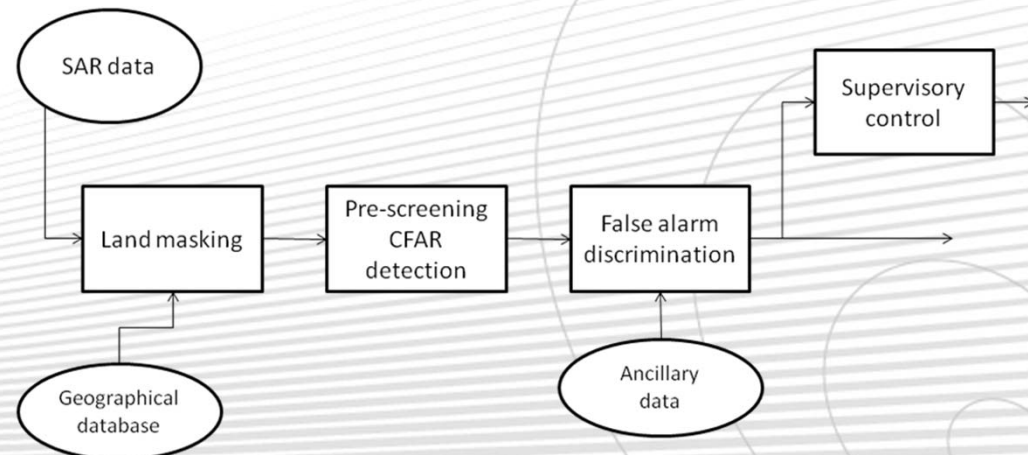 SAR data
Supervisory
control
Land masking
Pre-screening
CFAR
detection
False alarm
discrimination
Geographical
database
Ancillary
data